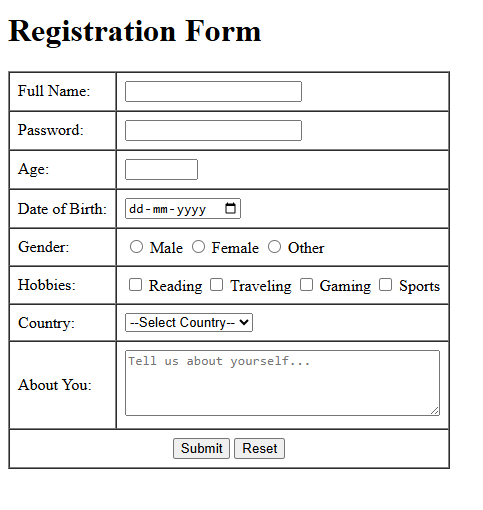 Registration Form
Full Name:
Password:
Age:
Date of Birth: dd-mm-yyyy
Gender: Male Female Other
Hobbies: Reading Traveling Gaming Sports
Country: --Select Country--
About You: Tell us about yourself...
Submit Reset